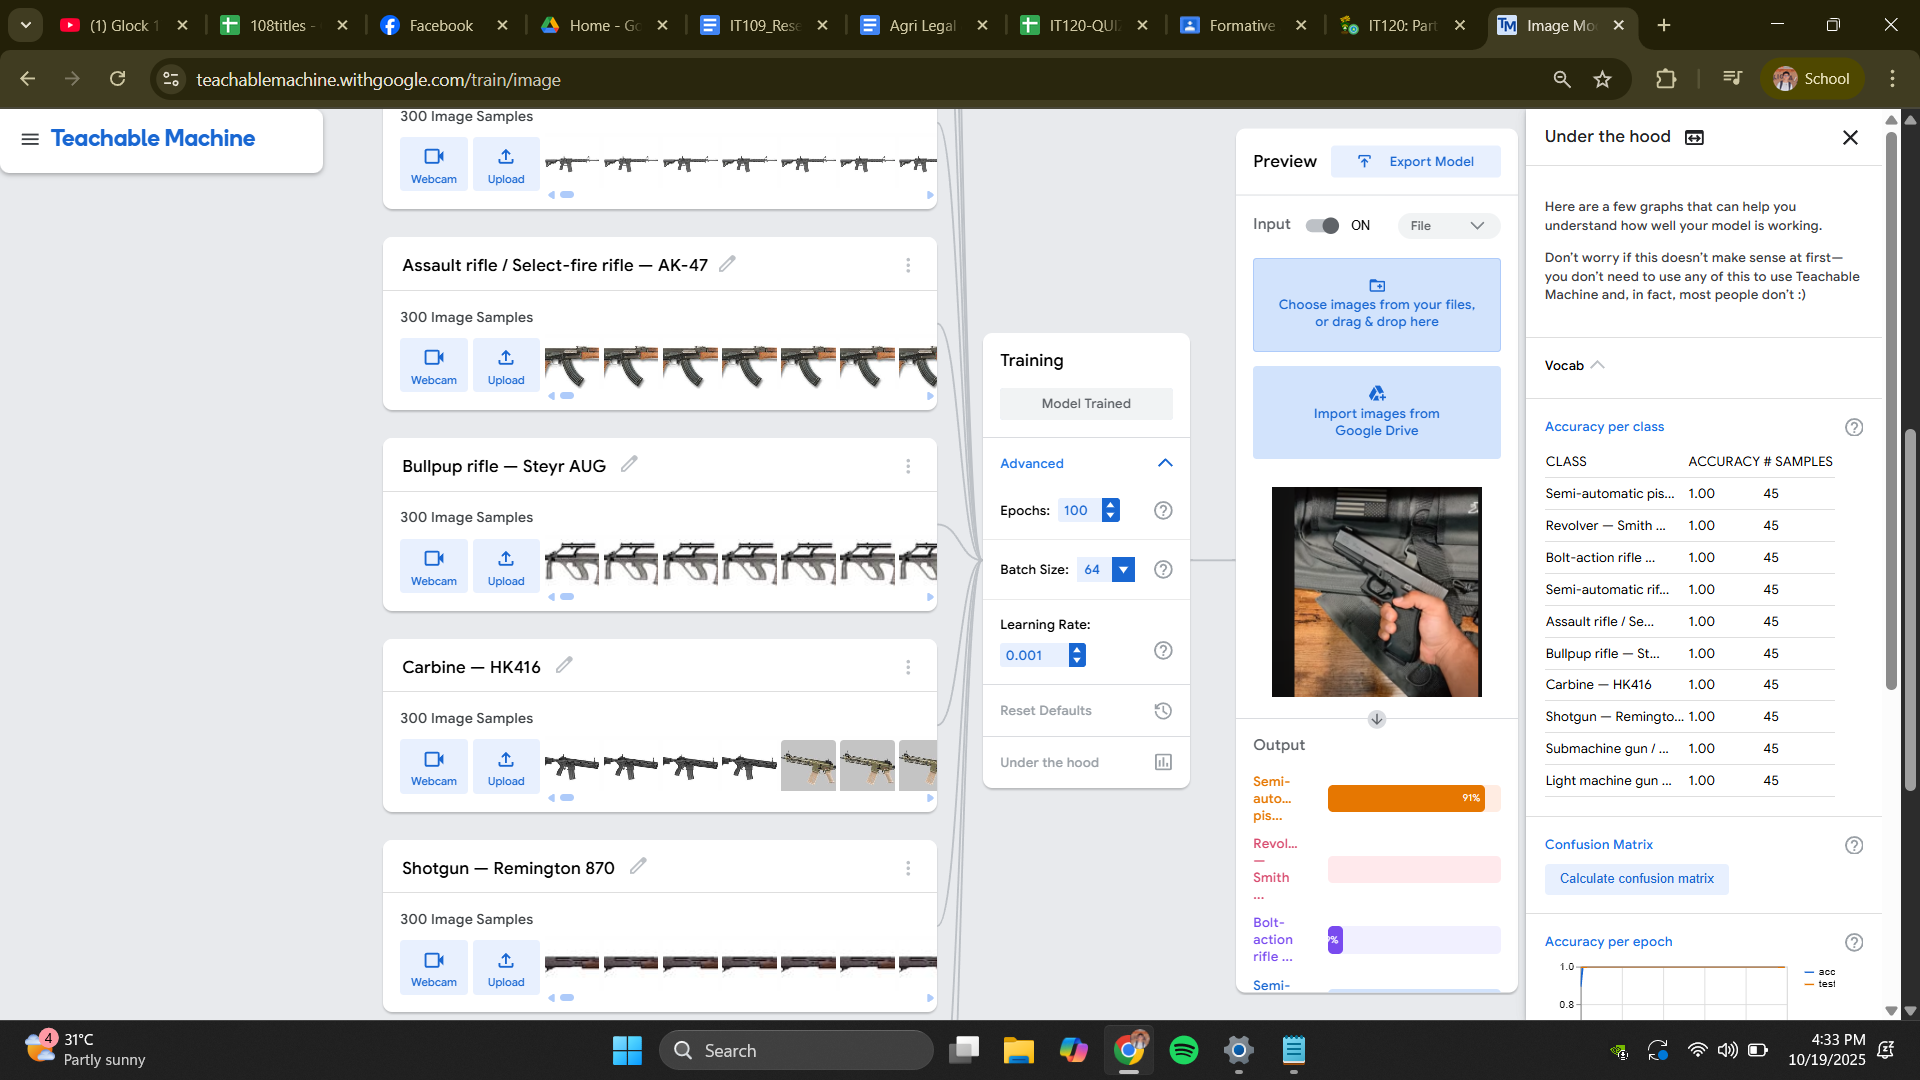 (1) Glock 1
108titles -
Facebook
Home - Go
IT109_Rese
Agri Legal
IT120-QUI
Formative
IT120: Part
Image Mo
teachablemachine.withgoogle.com/train/image
School
Teachable Machine
300 Image Samples
Webcam
Upload
Assault rifle / Select-fire rifle — AK-47
300 Image Samples
Webcam
Upload
Bullpup rifle — Steyr AUG
300 Image Samples
Webcam
Upload
Carbine — HK416
300 Image Samples
Webcam
Upload
Shotgun — Remington 870
300 Image Samples
Webcam
Upload
Training
Model Trained
Advanced
Epochs: 100
Batch Size: 64
Learning Rate:
0.001
Reset Defaults
Under the hood
Preview
Export Model
Input ON File
Choose images from your files,
or drag & drop here
Import images from
Google Drive
Output
Semi-
auto...
pis...
91%
Revol...
—
Smith
...
Bolt-
action
rifle ...
%
Semi-
Under the hood
Here are a few graphs that can help you
understand how well your model is working.
Don't worry if this doesn't make sense at first—
you don't need to use any of this to use Teachable
Machine and, in fact, most people don't :)
Vocab
Accuracy per class
CLASS ACCURACY # SAMPLES
Semi-automatic pis... 1.00 45
Revolver — Smith ... 1.00 45
Bolt-action rifle ... 1.00 45
Semi-automatic rif... 1.00 45
Assault rifle / Se... 1.00 45
Bullpup rifle — St... 1.00 45
Carbine — HK416 1.00 45
Shotgun — Remingto... 1.00 45
Submachine gun / ... 1.00 45
Light machine gun ... 1.00 45
Confusion Matrix
Calculate confusion matrix
Accuracy per epoch
1.0
0.8
acc
test
4
31°C
Partly sunny
Search
4:33 PM
10/19/2025